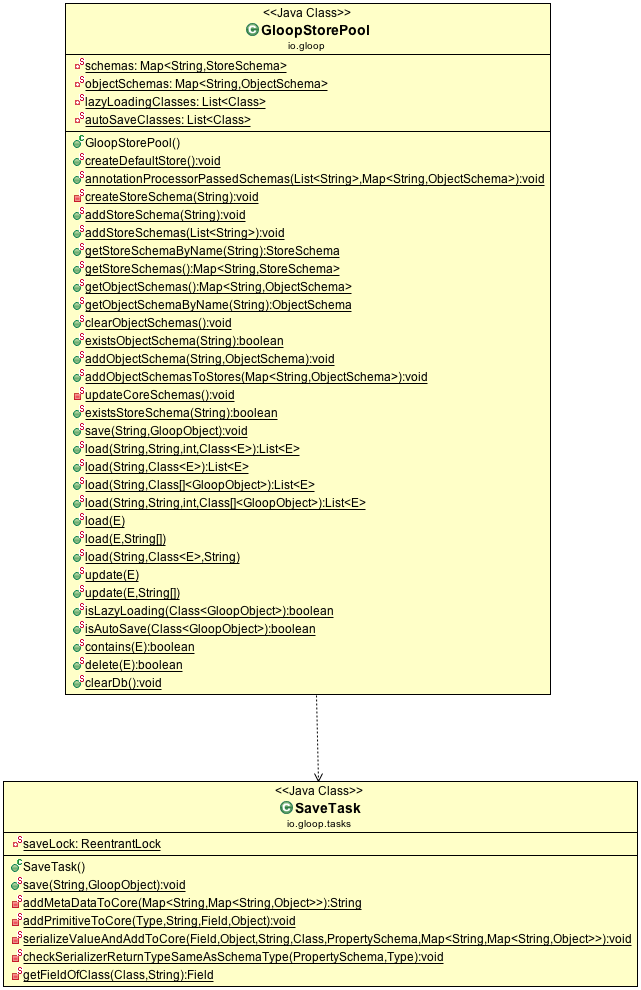 <<Java Class>>
GloopStorePool
io.gloop
schemas: Map<String,StoreSchema>
objectSchemas: Map<String,ObjectSchema>
lazyLoadingClasses: List<Class>
autoSaveClasses: List<Class>
GloopStorePool()
createDefaultStore():void
annotationProcessorPassedSchemas(List<String>,Map<String,ObjectSchema>):void
createStoreSchema(String):void
addStoreSchema(String):void
addStoreSchemas(List<String>):void
getStoreSchemaByName(String):StoreSchema
getStoreSchemas():Map<String,StoreSchema>
getObjectSchemas():Map<String,ObjectSchema>
getObjectSchemaByName(String):ObjectSchema
clearObjectSchemas():void
existsObjectSchema(String):boolean
addObjectSchema(String,ObjectSchema):void
addObjectSchemasToStores(Map<String,ObjectSchema>):void
updateCoreSchemas():void
existsStoreSchema(String):boolean
save(String,GloopObject):void
load(String,String,int,Class<E>):List<E>
load(String,Class<E>):List<E>
load(String,Class[]<GloopObject>):List<E>
load(String,String,int,Class[]<GloopObject>):List<E>
load(E)
load(E,String[])
load(String,Class<E>,String)
update(E)
update(E,String[])
isLazyLoading(Class<GloopObject>):boolean
isAutoSave(Class<GloopObject>):boolean
contains(E):boolean
delete(E):boolean
clearDb():void
<<Java Class>>
SaveTask
io.gloop.tasks
saveLock: ReentrantLock
SaveTask()
save(String,GloopObject):void
addMetaDataToCore(Map<String,Map<String,Object>>):String
addPrimitiveToCore(Type,String,Field,Object):void
serializeValueAndAddToCore(Field,Object,String,Class,PropertySchema,Map<String,Map<String,Object>>):void
checkSerializerReturnTypeSameAsSchemaType(PropertySchema,Type):void
getFieldOfClass(Class,String):Field